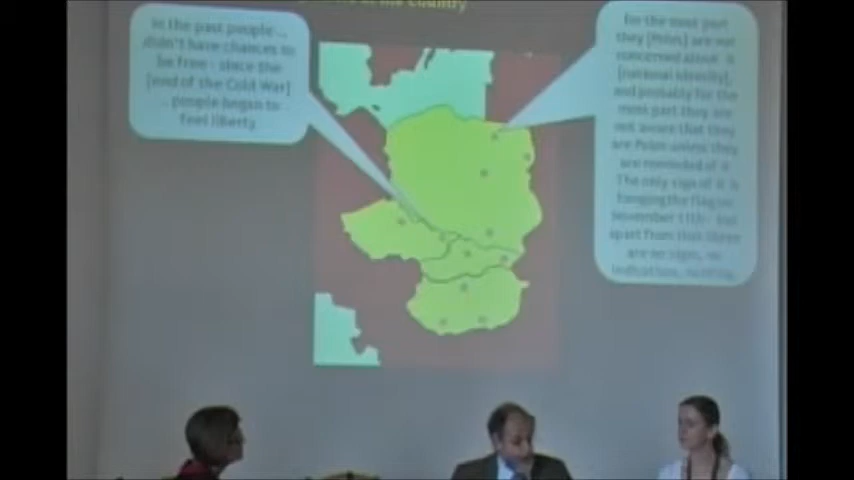 of the Country
In the past people ...
didn't have chances to
be free - since the
[end of the Cold War]
... people began to
feel liberty.
For the most part
they [Poles] are not
concerned about it
[national identity],
and probably for the
most part they are
not aware that they
are Poles unless they
are reminded of it.
The only sign of it is
hanging the flag on
November 11th - but
apart from that there
are no signs, no
indication, nothing.